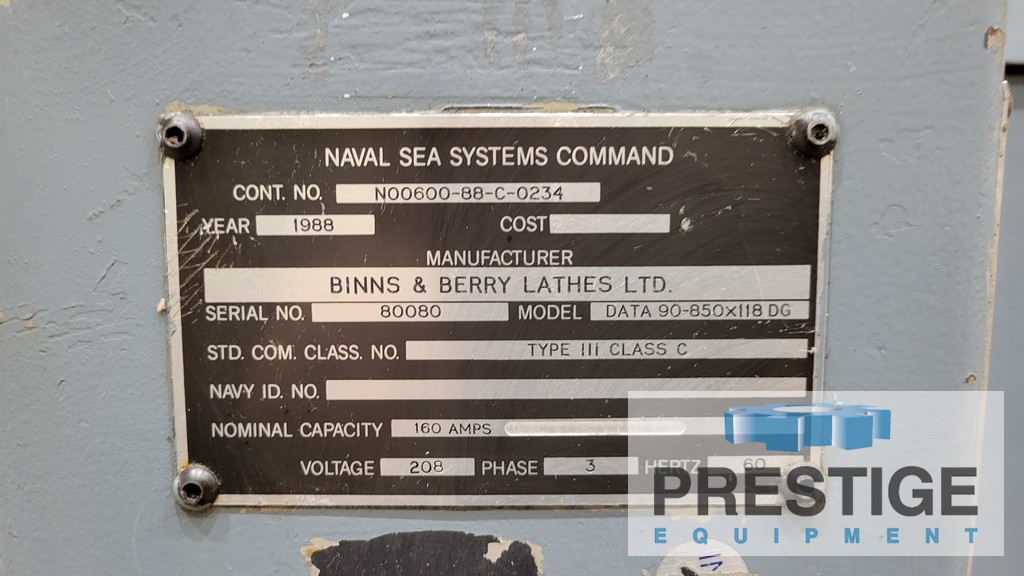 NAVAL SEA SYSTEMS COMMAND
CONT. NO. N00600-88-C-0234
YEAR 1988 COST
MANUFACTURER
BINNS & BERRY LATHES LTD.
SERIAL NO. 80080 MODEL DATA 90-850×118 DG
STD. COM. CLASS. NO. TYPE III CLASS C
NAVY ID. NO.
NOMINAL CAPACITY 160 AMPS
VOLTAGE 208 PHASE 3 HERTZ 60
PRESTIGE
EQUIPMENT